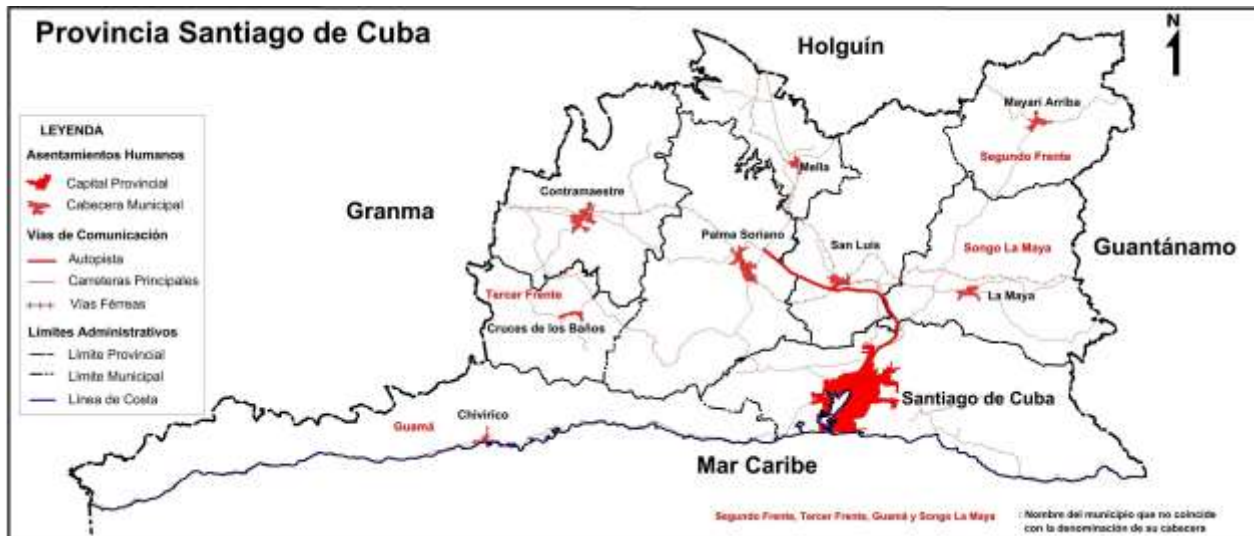 Provincia Santiago de Cuba
Holguín
N
LEYENDA
Asentamientos Humanos
Capital Provincial
Cabecera Municipal
Vías de Comunicación
Autopista
Carreteras Principales
Vías Férreas
Límites Administrativos
Límite Provincial
Límite Municipal
Línea de Costa
Mayarí Arriba
Segundo Frente
Mella
Contramaestre
Granma
Palma Soriano
San Luis
Songo La Maya
Guantánamo
La Maya
Tercer Frente
Cruces de los Baños
Santiago de Cuba
Guamá
Chivirico
Mar Caribe
Segundo Frente, Tercer Frente, Guamá y Songo La Maya : Nombre del municipio que no coincide
con la denominación de su cabecera